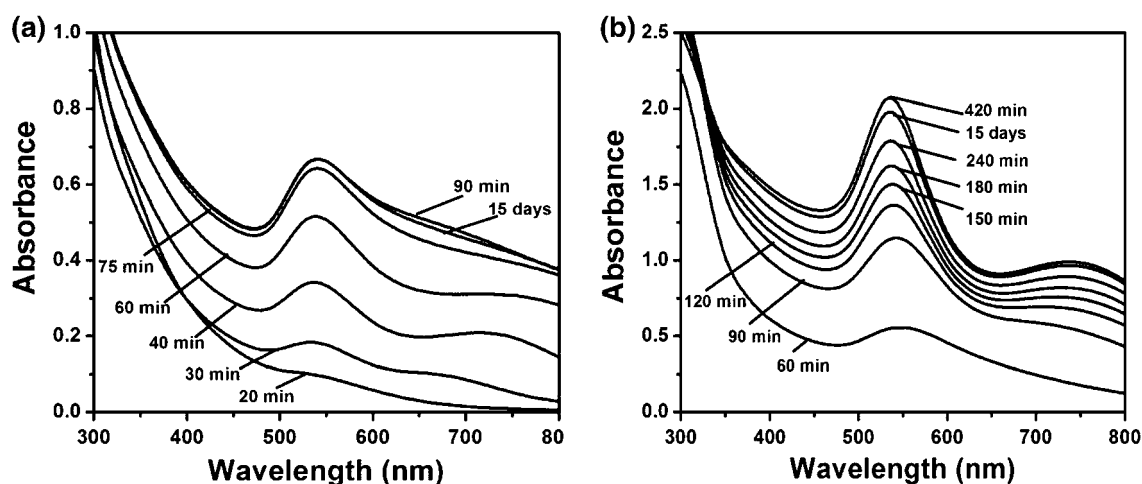 (a)
1.0
0.8
0.6
0.4
0.2
0.0
Absorbance
90 min
15 days
75 min
60 min
40 min
30 min
20 min
300 400 500 600 700 80
Wavelength (nm)
(b)
2.5
2.0
1.5
1.0
0.5
0.0
Absorbance
420 min
15 days
240 min
180 min
150 min
120 min
90 min
60 min
300 400 500 600 700 800
Wavelength (nm)